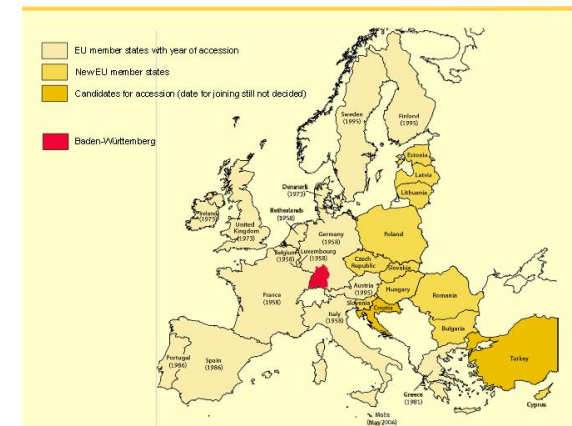 EU member states with year of accession
New EU member states
Candidates for accession (date for joining still not decided)
Baden-Württemberg
Sweden
(1995)
Finland
(1995)
Estonia
Latvia
Lithuania
Denmark
(1973)
Ireland
(1973)
United
Kingdom
(1973)
Netherlands
(1958)
Germany
(1958)
Poland
Belgium
(1958)
Luxembourg
(1958)
Czech
Republic
Slovakia
France
(1958)
Austria
(1995)
Hungary
Slovenia
Croatia
Romania
Italy
(1958)
Bulgaria
Portugal
(1986)
Spain
(1986)
Turkey
Greece
(1981)
Cyprus
Malta
(May 2004)